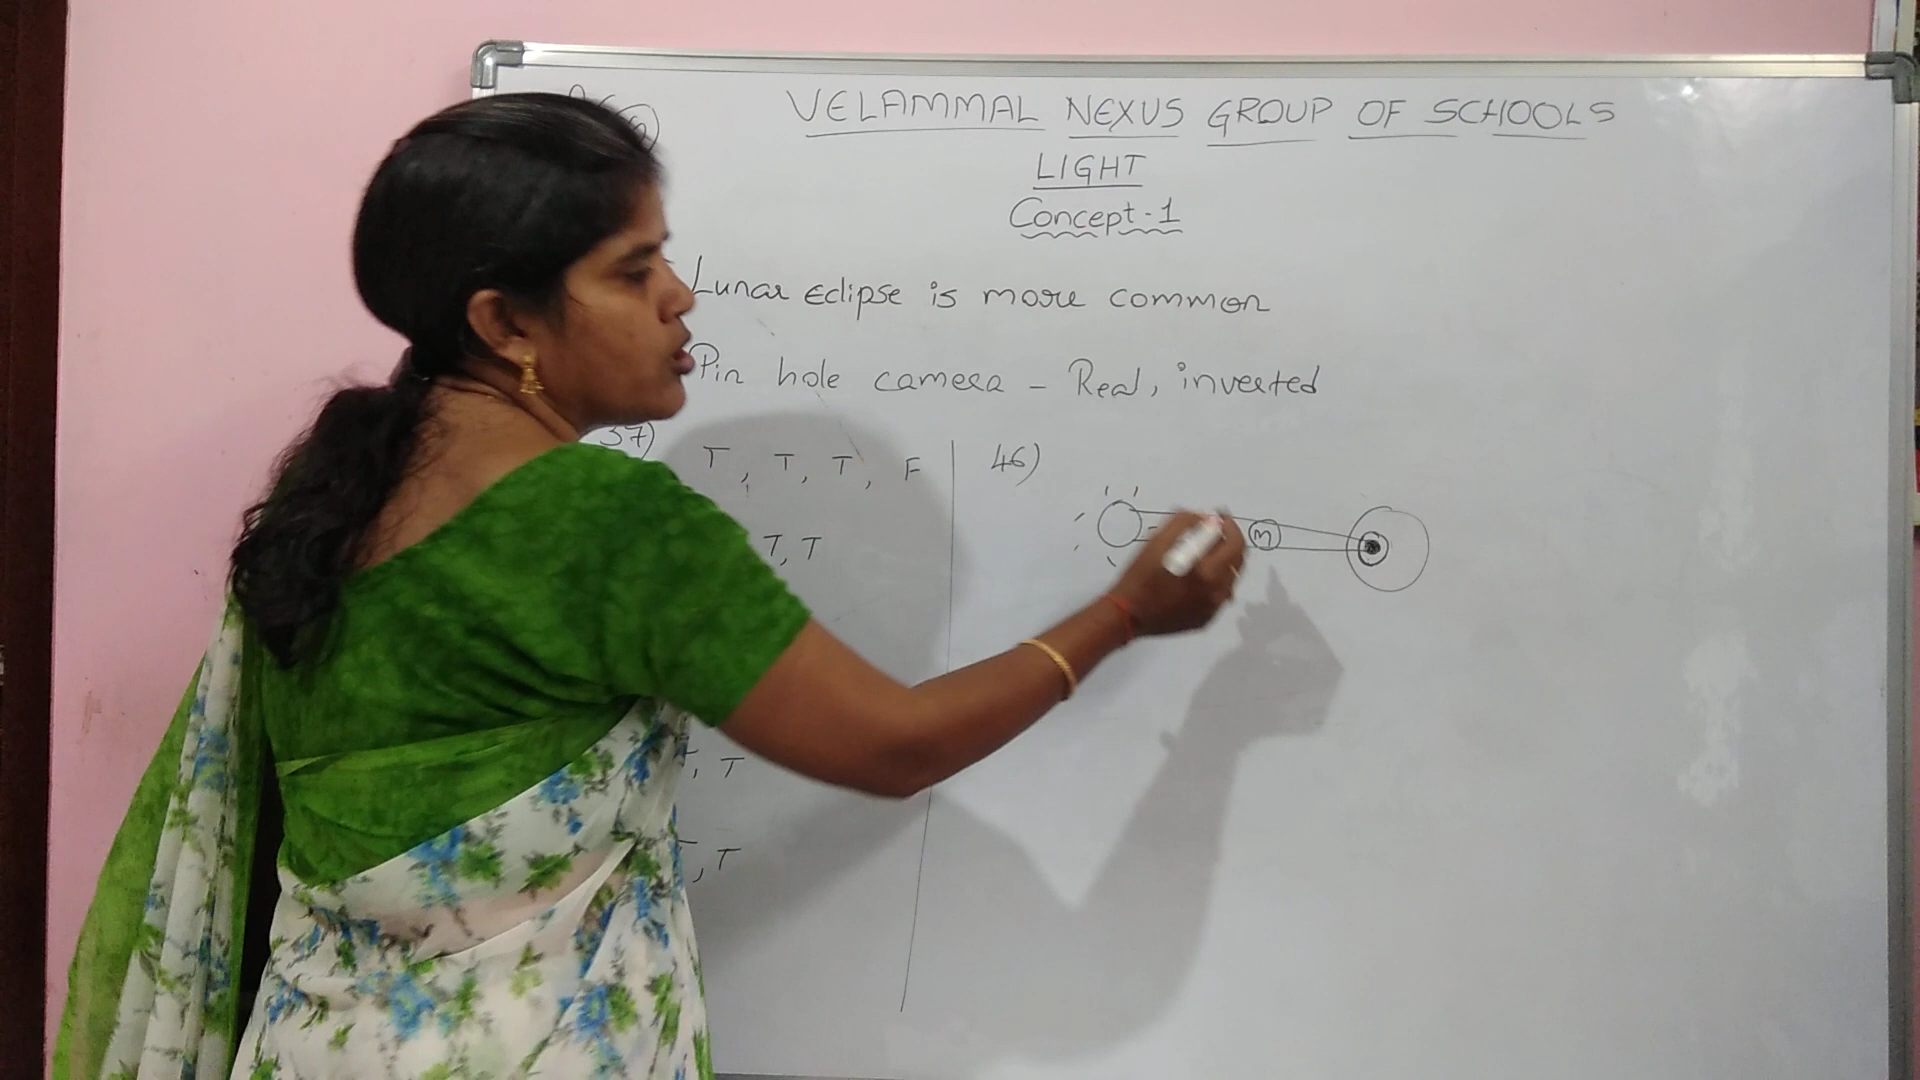 VELAMMAL NEXUS GROUP OF SCHOOLS
LIGHT
Concept-1
Lunar Eclipse is more common
Pin hole camera - Real, inverted
37) T, T, T, F
T, T
, T
, T
46)
M